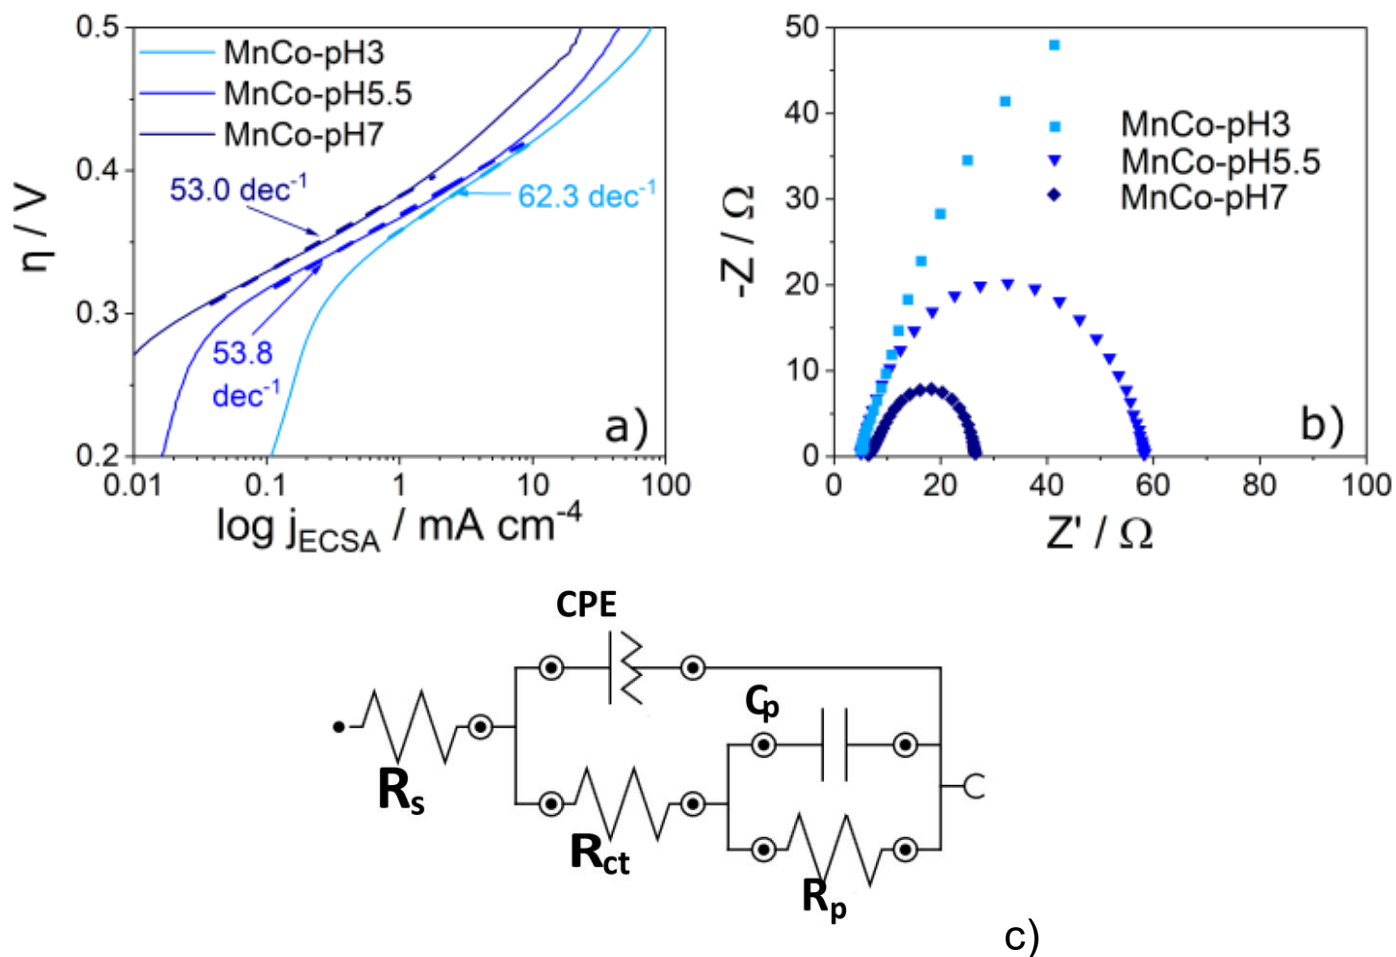 0.5
0.4
0.3
0.2
η / V
MnCo-pH3
MnCo-pH5.5
MnCo-pH7
53.0 dec⁻¹
62.3 dec⁻¹
53.8
dec⁻¹
a)
0.01
0.1
1
10
100
log j_ECSA / mA cm⁻⁴
-50
40
30
20
10
0
-Z / Ω
MnCo-pH3
MnCo-pH5.5
MnCo-pH7
b)
0
20
40
60
80
100
Z' / Ω
CPE
Cp
Rs
Rct
Rp
c)